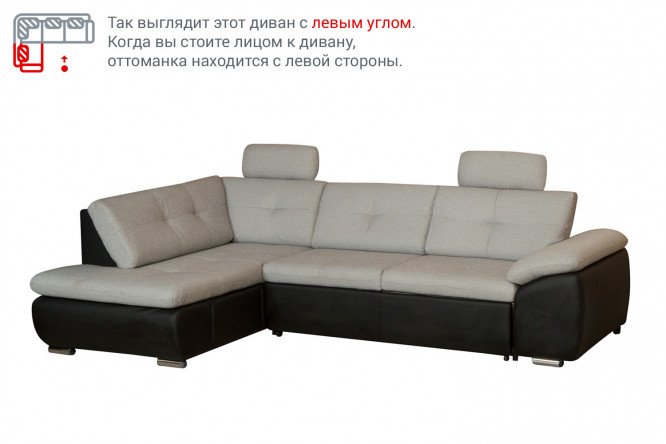 Так выглядит этот диван с левым углом.
Когда вы стоите лицом к дивану,
оттоманка находится с левой стороны.